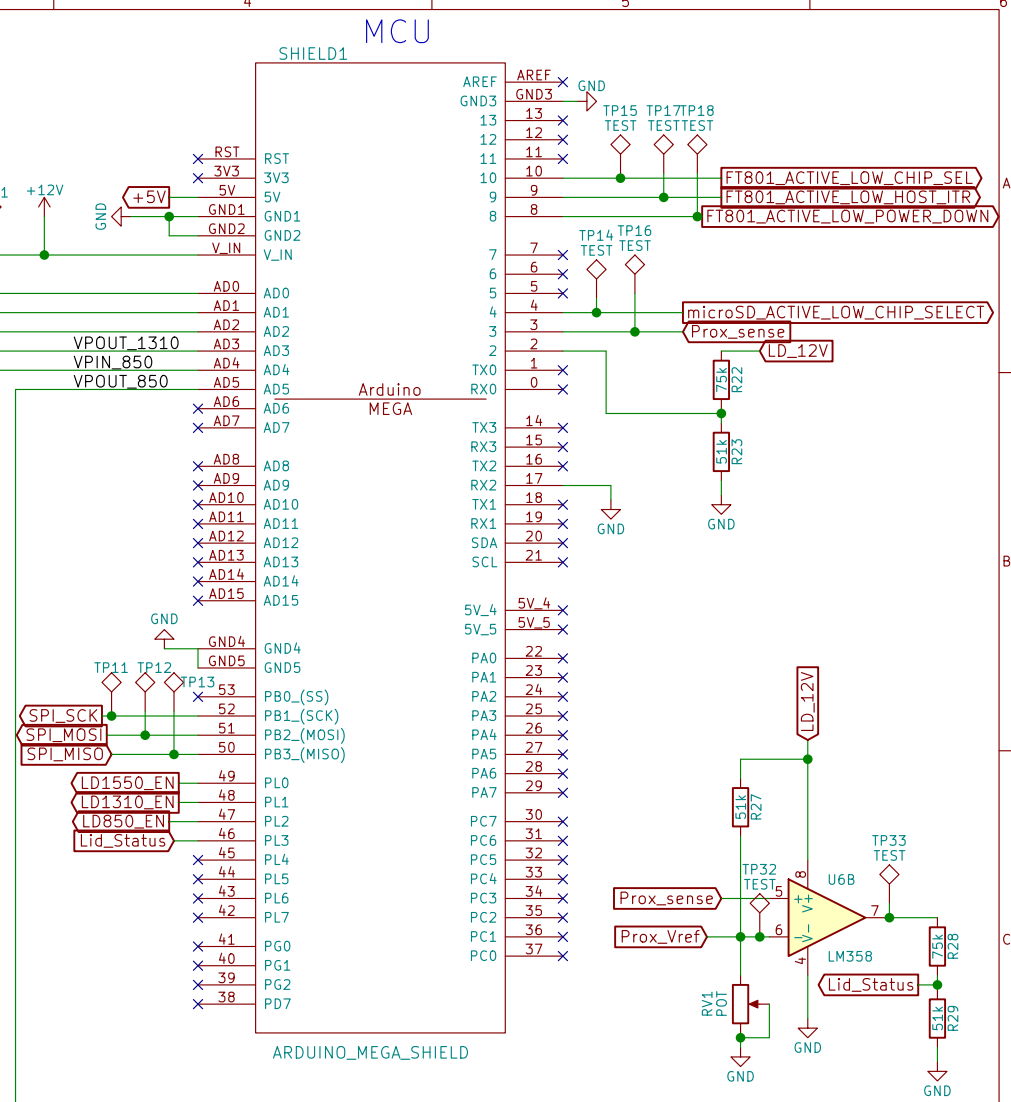 4
5
6
MCU
SHIELD1
AREF AREF
GND3 GND3
GND
13 13
12 12
11 11
10 10
9 9
8 8
TP15
TEST
TP17
TEST
TP18
TEST
FT801_ACTIVE_LOW_CHIP_SEL
FT801_ACTIVE_LOW_HOST_ITR
FT801_ACTIVE_LOW_POWER_DOWN
A
1
+12V
+5V
GND
RST RST
3V3 3V3
5V 5V
GND1 GND1
GND2 GND2
V_IN V_IN
AD0 AD0
AD1 AD1
AD2 AD2
VPOUT_1310 AD3 AD3
VPIN_850 AD4 AD4
VPOUT_850 AD5 AD5
AD6 AD6
AD7 AD7
AD8 AD8
AD9 AD9
AD10 AD10
AD11 AD11
AD12 AD12
AD13 AD13
AD14 AD14
AD15 AD15
Arduino
MEGA
7 7
6 6
5 5
4 4
3 3
2 2
TX0 1
RX0 0
TP14
TEST
TP16
TEST
microSD_ACTIVE_LOW_CHIP_SELECT
Prox_sense
LD_12V
75k
R22
51k
R23
GND
TX3 14
RX3 15
TX2 16
RX2 17
TX1 18
RX1 19
SDA 20
SCL 21
GND
B
5V_4 5V_4
5V_5 5V_5
PA0 22
PA1 23
PA2 24
PA3 25
PA4 26
PA5 27
PA6 28
PA7 29
PC7 30
PC6 31
PC5 32
PC4 33
PC3 34
PC2 35
PC1 36
PC0 37
GND
GND4 GND4
GND5 GND5
TP11
TP12
TP13
53 PB0_(SS)
SPI_SCK 52 PB1_(SCK)
SPI_MOSI 51 PB2_(MOSI)
SPI_MISO 50 PB3_(MISO)
LD1550_EN 49 PL0
LD1310_EN 48 PL1
LD850_EN 47 PL2
Lid_Status 46 PL3
45 PL4
44 PL5
43 PL6
42 PL7
41 PG0
40 PG1
39 PG2
38 PD7
ARDUINO_MEGA_SHIELD
LD_12V
51k
R27
TP32
TEST
Prox_sense
Prox_Vref
5
6
8
4
7
+
-
V+
V-
U6B
LM358
TP33
TEST
C
75k
R28
Lid_Status
51k
R29
RV1
POT
GND
GND
GND